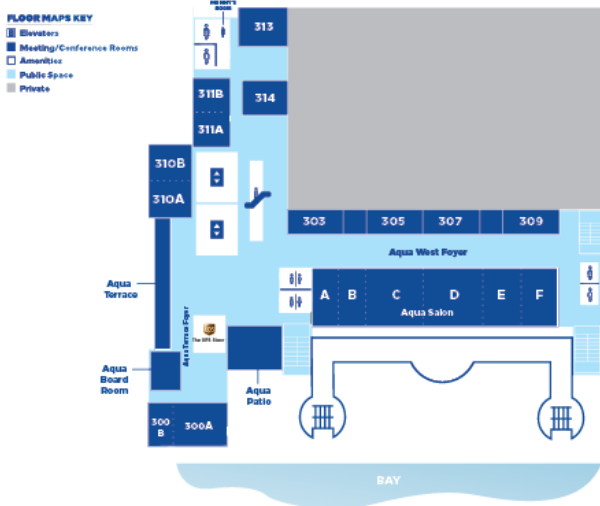 FLOOR MAPS KEY
Elevators
Meeting/Conference Rooms
Amenities
Public Space
Private
ROOM
313
311B
314
311A
310B
310A
303
305
307
309
Aqua West Foyer
Aqua
Terrace
A
B
C
D
E
F
Aqua Salon
Aqua Terrace Foyer
The UPS Store
Aqua
Board
Room
Aqua
Patio
300
B
300A
BAY